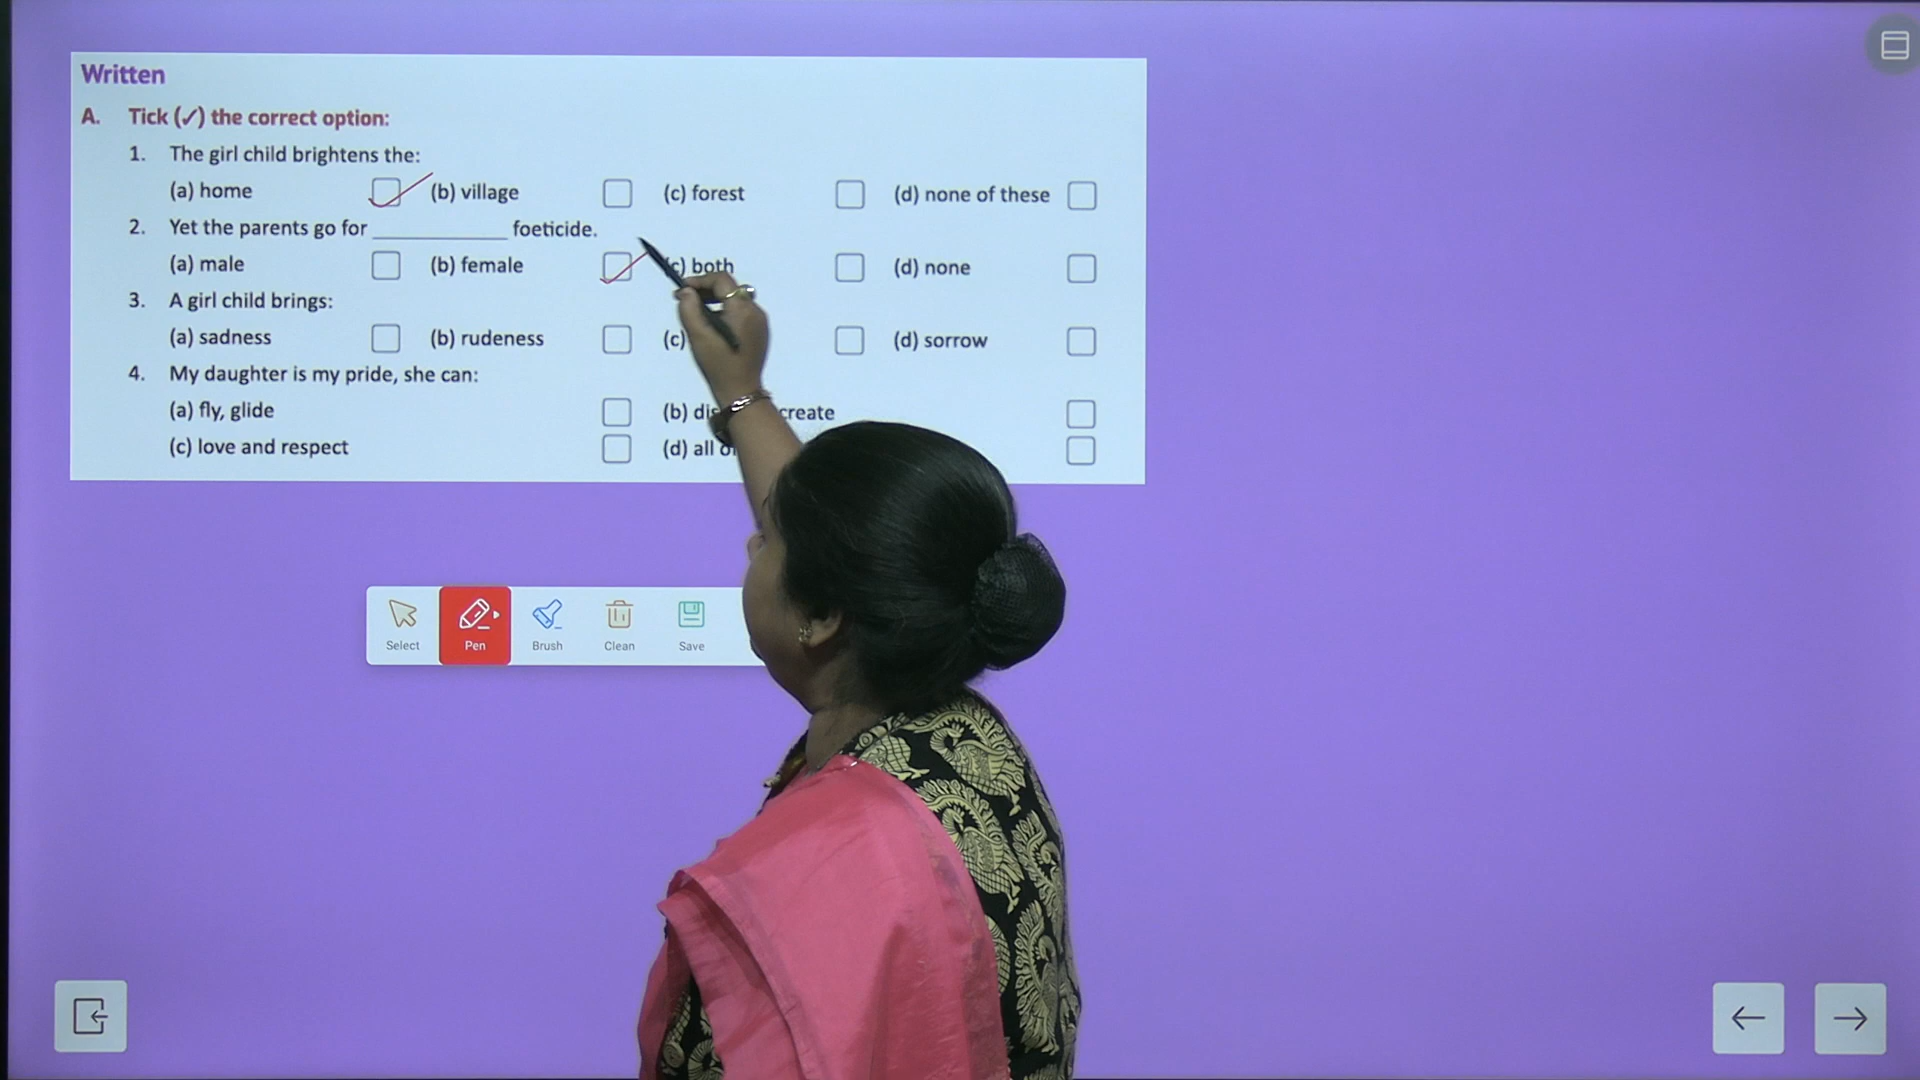 Written
A. Tick (✓) the correct option:
1. The girl child brightens the:
(a) home (b) village (c) forest (d) none of these
2. Yet the parents go for ____________ foeticide.
(a) male (b) female (c) both (d) none
3. A girl child brings:
(a) sadness (b) rudeness (c) (d) sorrow
4. My daughter is my pride, she can:
(a) fly, glide (b) create
(c) love and respect (d) all
Select Pen Brush Clean Save